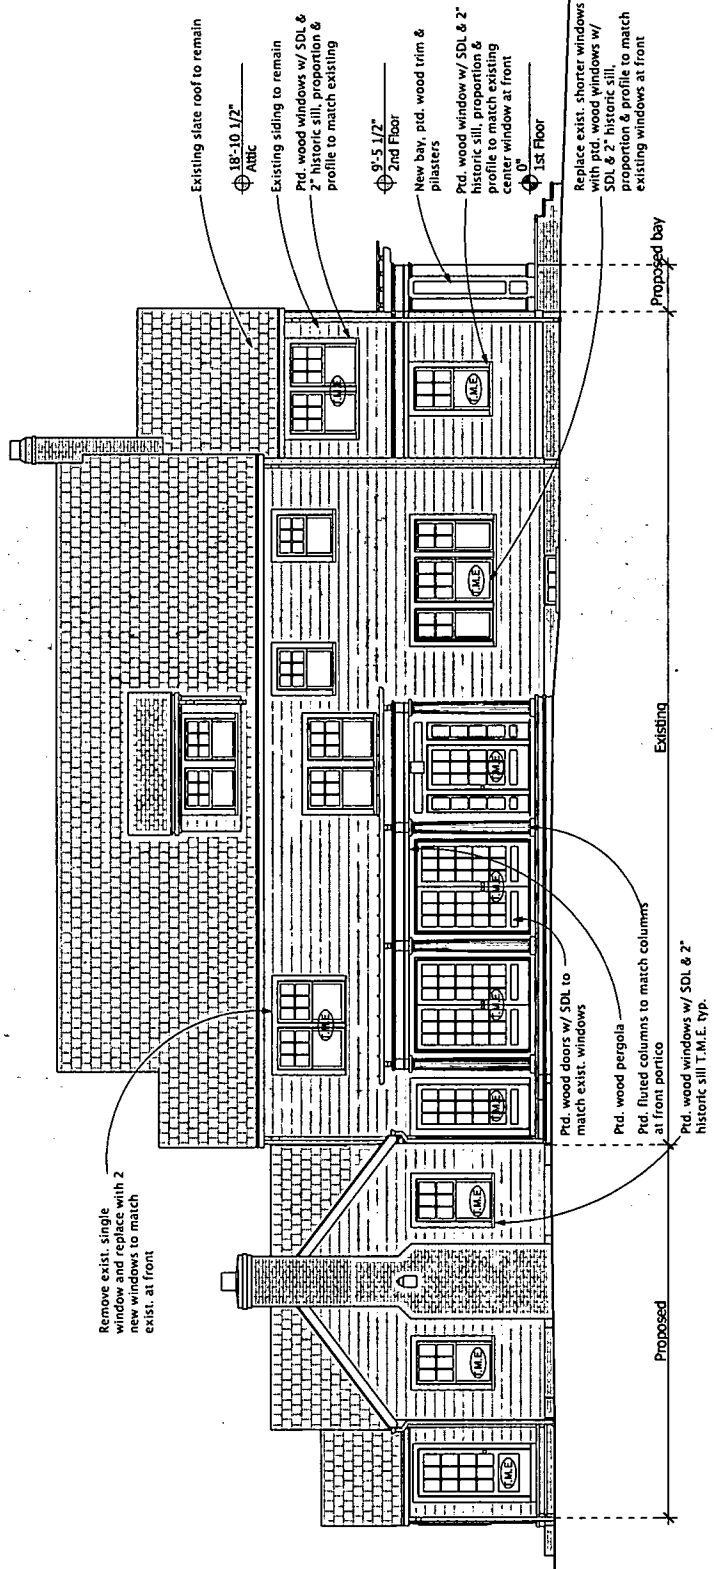 Existing slate roof to remain
18'-10 1/2"
Attic
Existing siding to remain
Ptd. wood windows w/ SDL &
2" historic sill, proportion &
profile to match existing
9'-5 1/2"
2nd Floor
New bay, ptd. wood trim &
pilasters
Ptd. wood window w/ SDL & 2"
historic sill, proportion &
profile to match existing
center window at front
0"
1st Floor
Replace exist. shorter windows
with ptd. wood windows w/
SDL & 2" historic sill,
proportion & profile to match
existing windows at front
Remove exist. single
window and replace with 2
new windows to match
exist. at front
T.M.E
T.M.E
T.M.E
T.M.E
T.M.E
T.M.E
T.M.E
T.M.E
T.M.E
T.M.E
T.M.E
Ptd. wood doors w/ SDL to
match exist. windows
Ptd. wood pergola
Ptd. fluted columns to match columns
at front portico
Ptd. wood windows w/ SDL & 2"
historic sill T.M.E. typ.
Proposed
Existing
Proposed bay